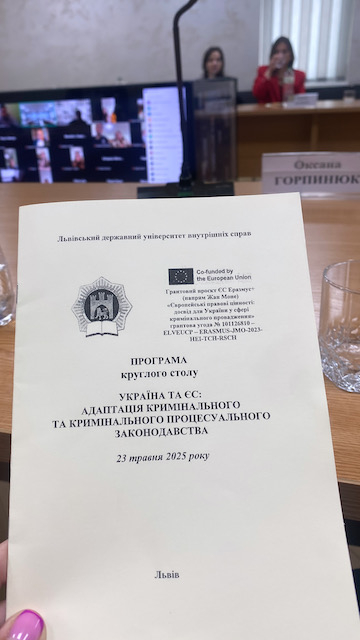 Оксана
ГОРПИНЮК
Львівський державний університет внутрішніх справ
Co-funded by
the European Union
Грантовий проєкт ЄС Еразмус+
(напрям Жан Моне)
«Європейські правові цінності:
досвід для України у сфері
кримінального провадження»
грантова угода № 101126810 –
ELVEUCP – ERASMUS-JMO-2023-
HEI-TCH-RSCH
ПРОГРАМА
круглого столу
УКРАЇНА ТА ЄС:
АДАПТАЦІЯ КРИМІНАЛЬНОГО
ТА КРИМІНАЛЬНОГО ПРОЦЕСУАЛЬНОГО
ЗАКОНОДАВСТВА
23 травня 2025 року
Львів